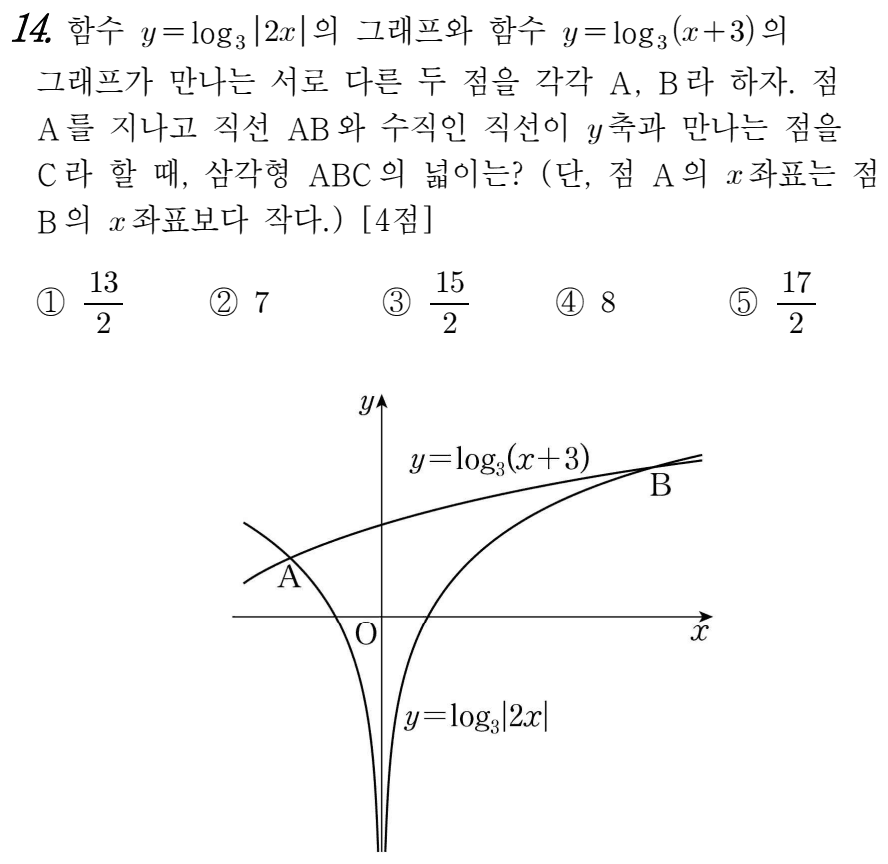 14. 함수 y=log₃|2x|의 그래프와 함수 y=log₃(x+3)의
그래프가 만나는 서로 다른 두 점을 각각 A, B라 하자. 점
A를 지나고 직선 AB와 수직인 직선이 y축과 만나는 점을
C라 할 때, 삼각형 ABC의 넓이는? (단, 점 A의 x좌표는 점
B의 x좌표보다 작다.) [4점]
① 13/2 ② 7 ③ 15/2 ④ 8 ⑤ 17/2
y
y=log₃(x+3)
B
A
O
x
y=log₃|2x|